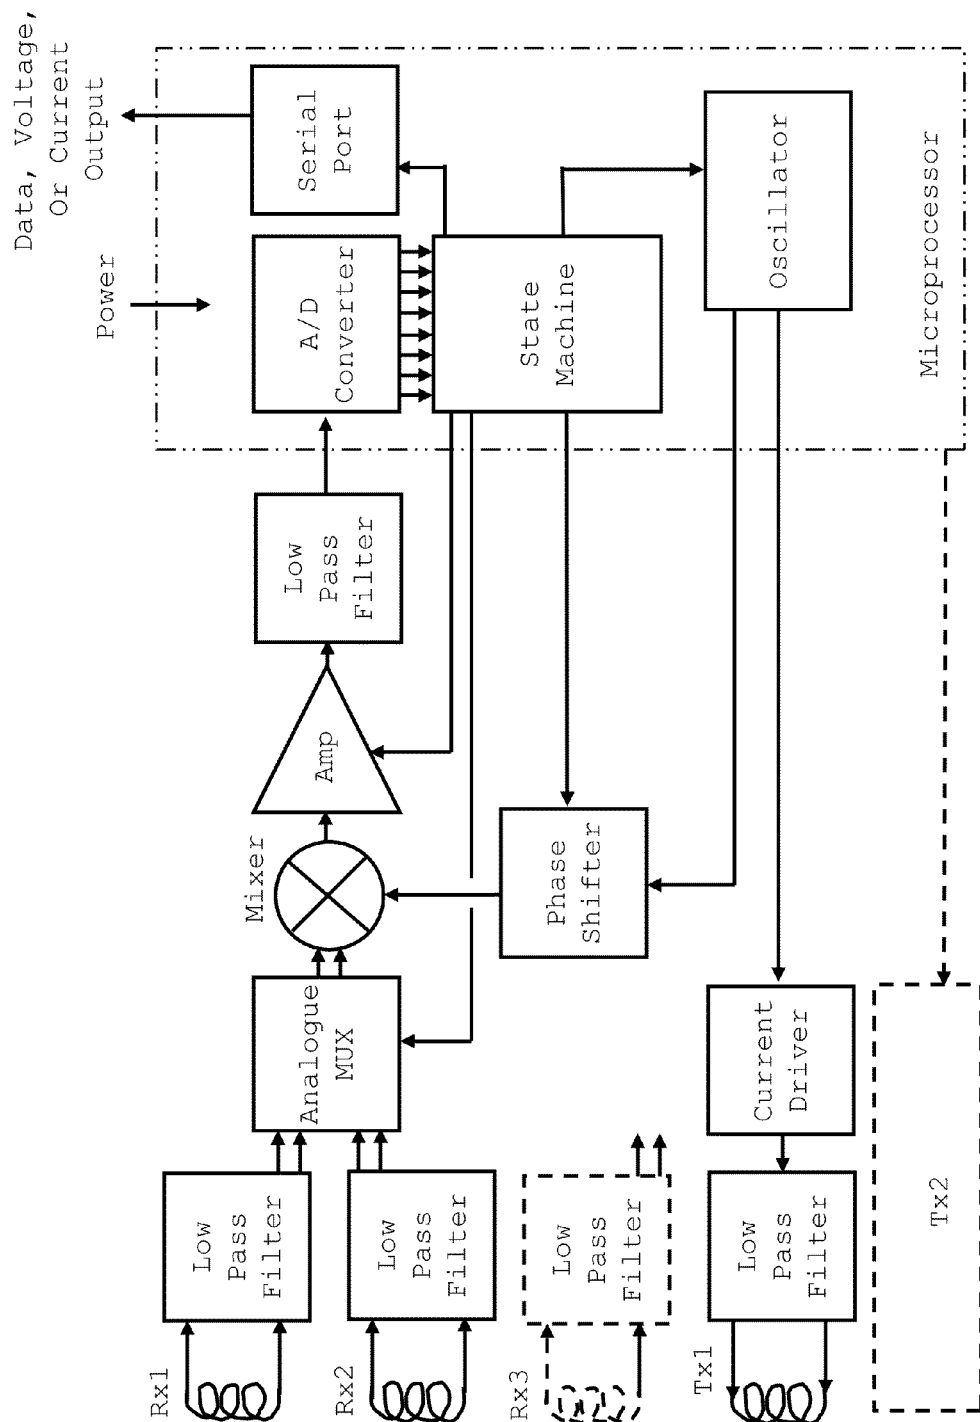 Data, Voltage,
Or Current
Output
Power
Serial
Port
A/D
Converter
State
Machine
Oscillator
Microprocessor
Low
Pass
Filter
Amp
Mixer
Phase
Shifter
Analogue
MUX
Current
Driver
Rx1
Low
Pass
Filter
Rx2
Low
Pass
Filter
Rx3
Low
Pass
Filter
Tx1
Low
Pass
Filter
Tx2